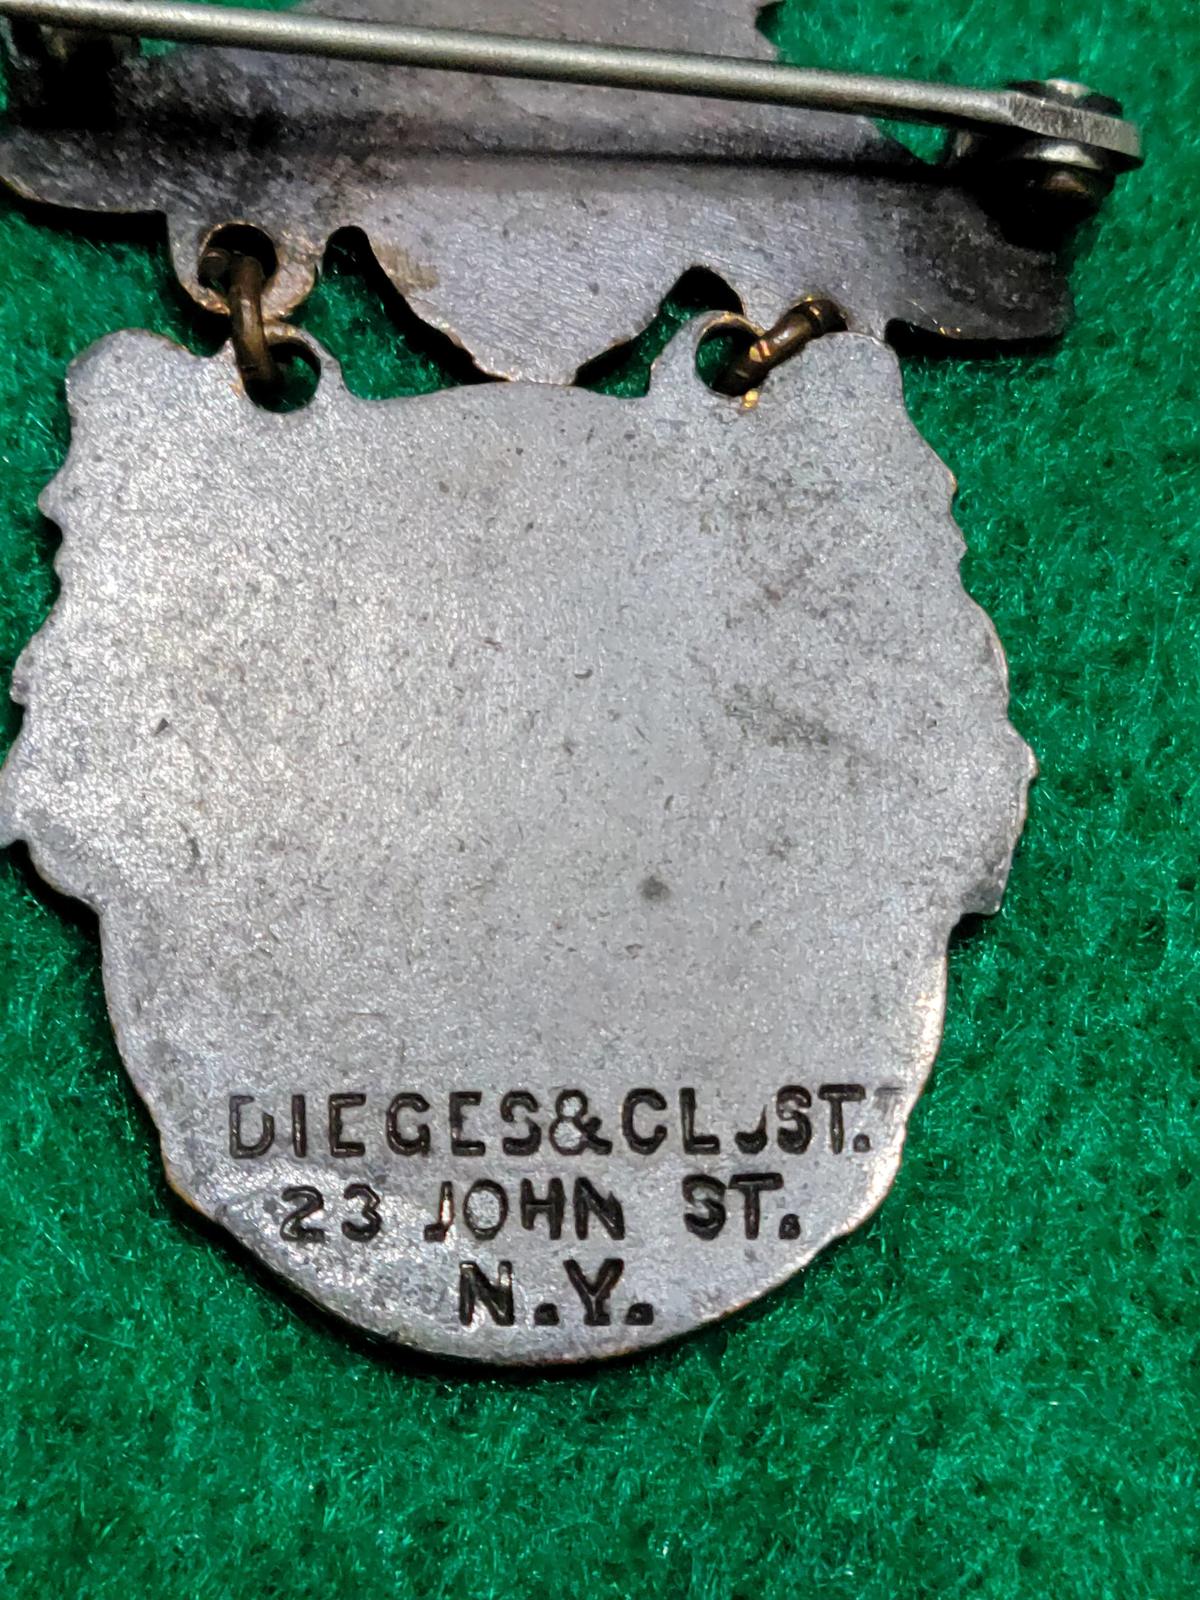 DIEGES & CLUST.
23 JOHN ST.
N.Y.